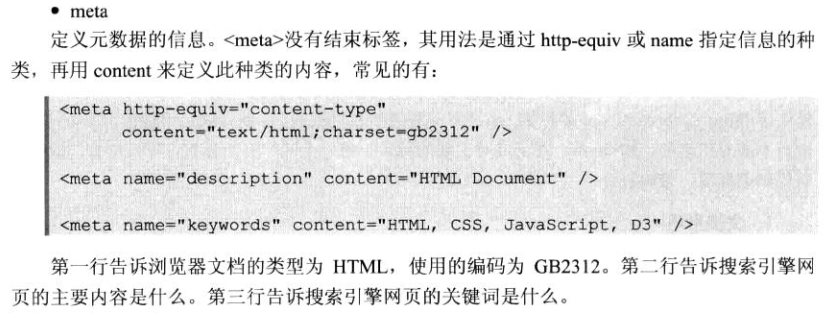 • meta
定义元数据的信息。<meta>没有结束标签，其用法是通过 http-equiv 或 name 指定信息的种
类，再用 content 来定义此种类的内容，常见的有：
<meta http-equiv="content-type"
content="text/html;charset=gb2312" />
<meta name="description" content="HTML Document" />
<meta name="keywords" content="HTML, CSS, JavaScript, D3" />
第一行告诉浏览器文档的类型为 HTML，使用的编码为 GB2312。第二行告诉搜索引擎网
页的主要内容是什么。第三行告诉搜索引擎网页的关键词是什么。